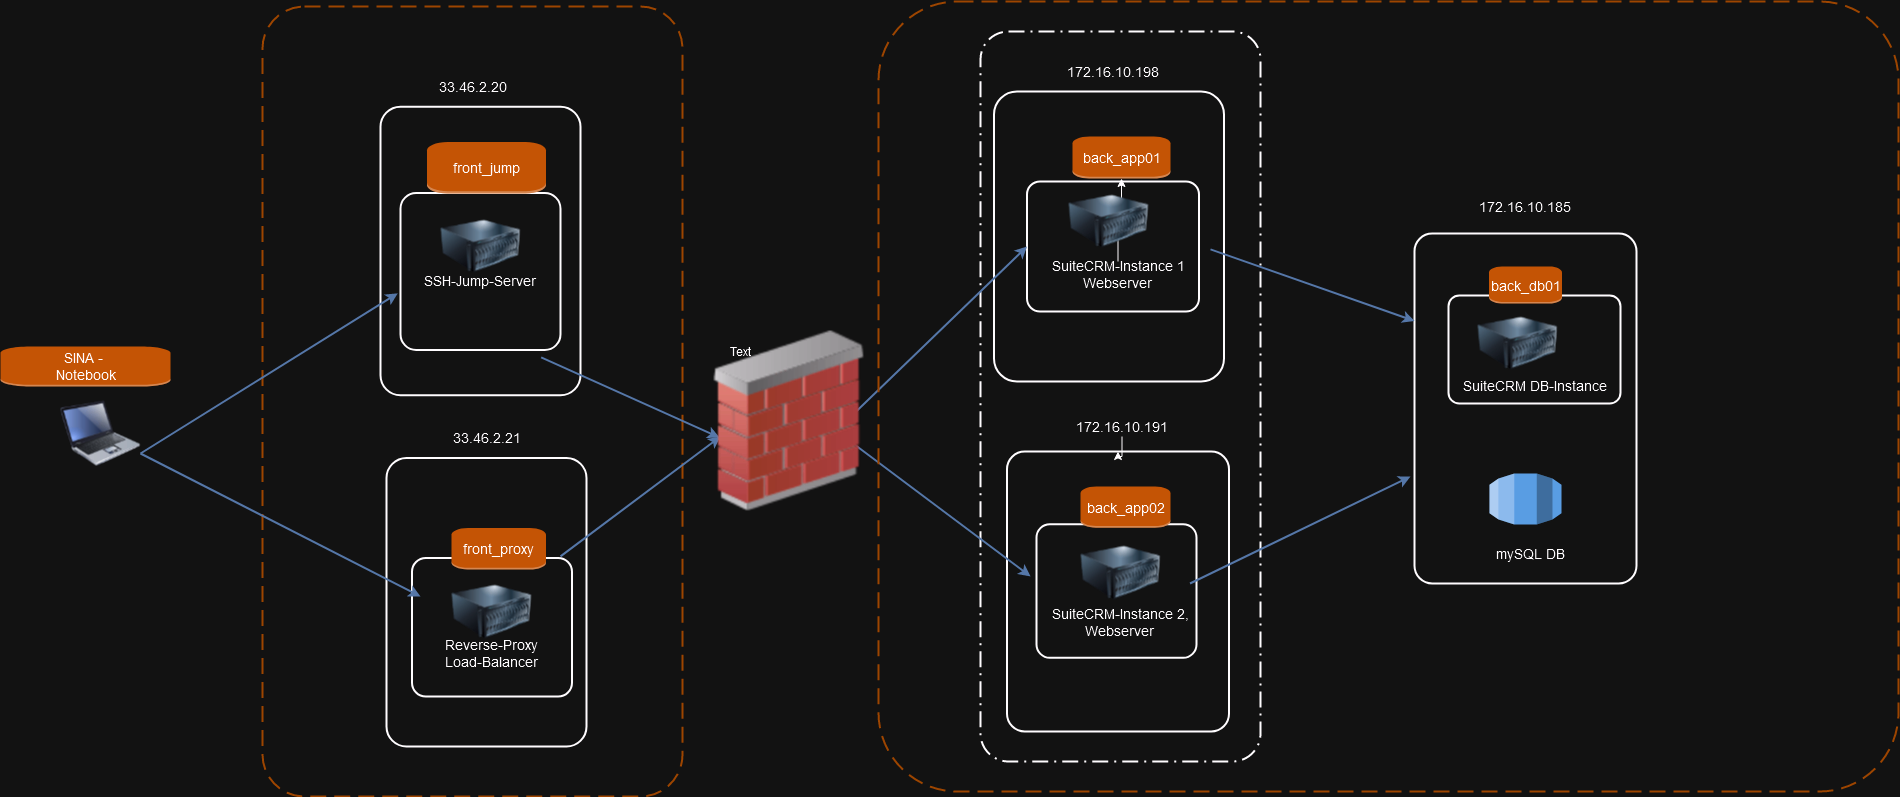 SINA -
Notebook
33.46.2.20
front_jump
SSH-Jump-Server
33.46.2.21
front_proxy
Reverse-Proxy
Load-Balancer
Text
172.16.10.198
back_app01
SuiteCRM-Instance 1
Webserver
172.16.10.191
back_app02
SuiteCRM-Instance 2,
Webserver
172.16.10.185
back_db01
SuiteCRM DB-Instance
mySQL DB